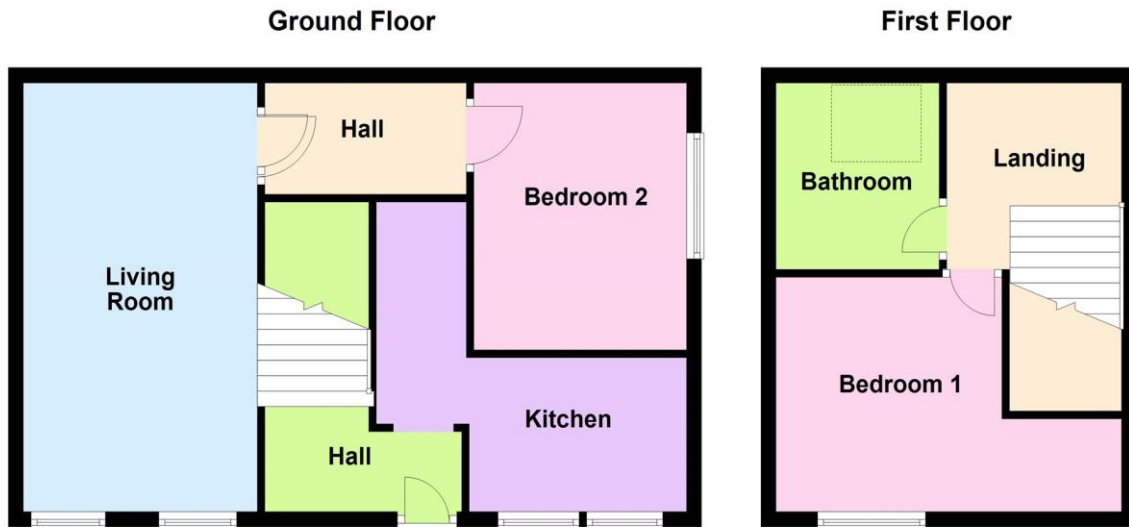 Ground Floor
Hall
Bedroom 2
Living
Room
Kitchen
Hall
First Floor
Landing
Bathroom
Bedroom 1